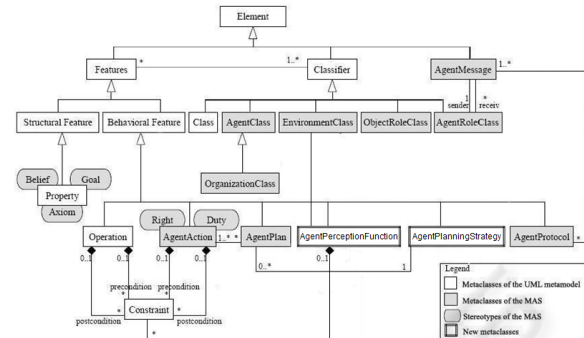 Element
Features
*
1..*
Classifier
AgentMessage
1..*
1
*
sender
receiv
Structural Feature
Behavioral Feature
Class
AgentClass
EnvironmentClass
ObjectRoleClass
AgentRoleClass
Belief
Goal
Property
Axiom
OrganizationClass
Right
Duty
Operation
AgentAction
1..*
*
AgentPlan
AgentPerceptionFunction
AgentPlanningStrategy
AgentProtocol
*
0..1
0..1
0..1
0..1
0..*
0..1
1
precondition
precondition
*
*
*
*
Constraint
postcondition
postcondition
*
Legend
Metaclasses of the UML metamodel
Metaclasses of the MAS
Stereotypes of the MAS
New metaclasses